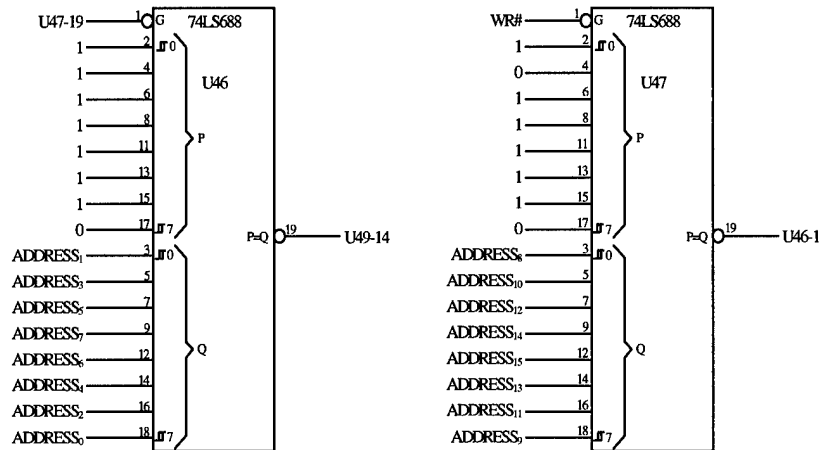 U47-19 1 G 74LS688
1 2 0
1 4
U46
1 6
1 8
P
1 11
1 13
1 15
0 17 7
P=Q 19 U49-14
ADDRESS₁ 3 0
ADDRESS₃ 5
ADDRESS₅ 7
ADDRESS₇ 9
Q
ADDRESS₆ 12
ADDRESS₄ 14
ADDRESS₂ 16
ADDRESS₀ 18 7
WR# 1 G 74LS688
1 2 0
0 4
U47
1 6
1 8
P
1 11
1 13
1 15
0 17 7
P=Q 19 U46-1
ADDRESS₈ 3 0
ADDRESS₁₀ 5
ADDRESS₁₂ 7
ADDRESS₁₄ 9
Q
ADDRESS₁₅ 12
ADDRESS₁₃ 14
ADDRESS₁₁ 16
ADDRESS₉ 18 7